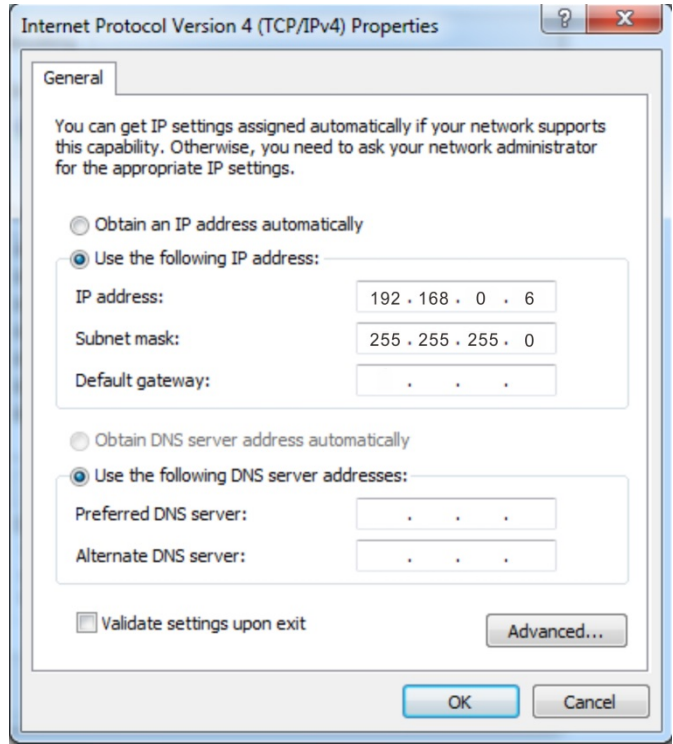 Internet Protocol Version 4 (TCP/IPv4) Properties
?
X
General
You can get IP settings assigned automatically if your network supports
this capability. Otherwise, you need to ask your network administrator
for the appropriate IP settings.
Obtain an IP address automatically
Use the following IP address:
IP address: 192 . 168 . 0 . 6
Subnet mask: 255 . 255 . 255 . 0
Default gateway: . . .
Obtain DNS server address automatically
Use the following DNS server addresses:
Preferred DNS server: . . .
Alternate DNS server: . . .
Validate settings upon exit
Advanced...
OK Cancel